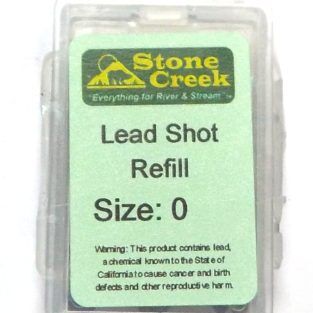 Stone
Creek
"Everything for River & Stream"™
Lead Shot
Refill
Size: 0
Warning: This product contains lead,
a chemical known to the State of
California to cause cancer and birth
defects and other reproductive harm.